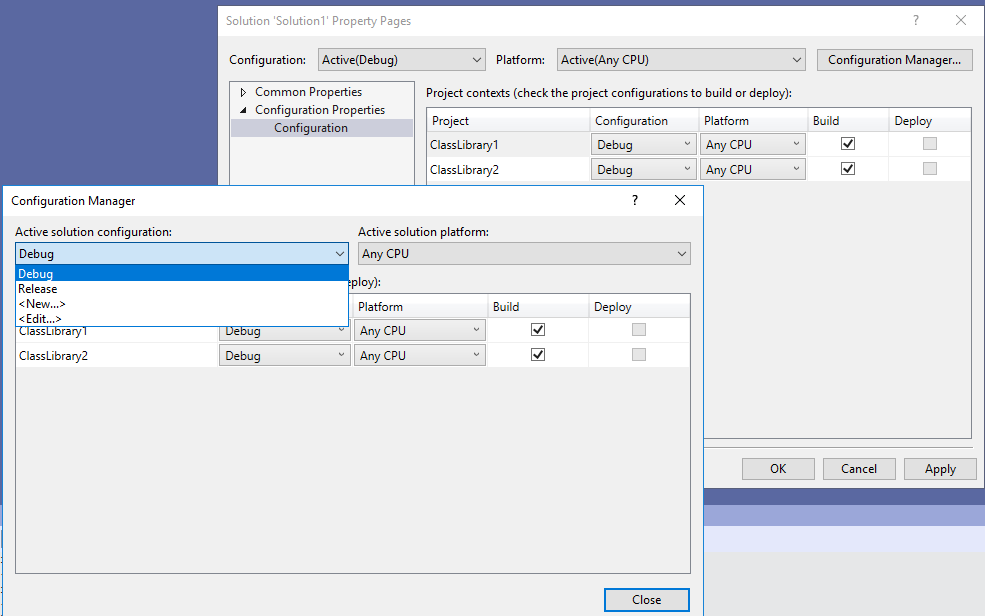 Solution 'Solution1' Property Pages ?
Configuration: Active(Debug) Platform: Active(Any CPU) Configuration Manager...
Common Properties
Configuration Properties
Configuration
Project contexts (check the project configurations to build or deploy):
Project Configuration Platform Build Deploy
ClassLibrary1 Debug Any CPU
ClassLibrary2 Debug Any CPU
OK Cancel Apply
Configuration Manager ?
Active solution configuration: Active solution platform:
Debug Any CPU
Debug
Release
<New...>
<Edit...>
eploy):
Platform Build Deploy
ClassLibrary1 Debug Any CPU
ClassLibrary2 Debug Any CPU
Close